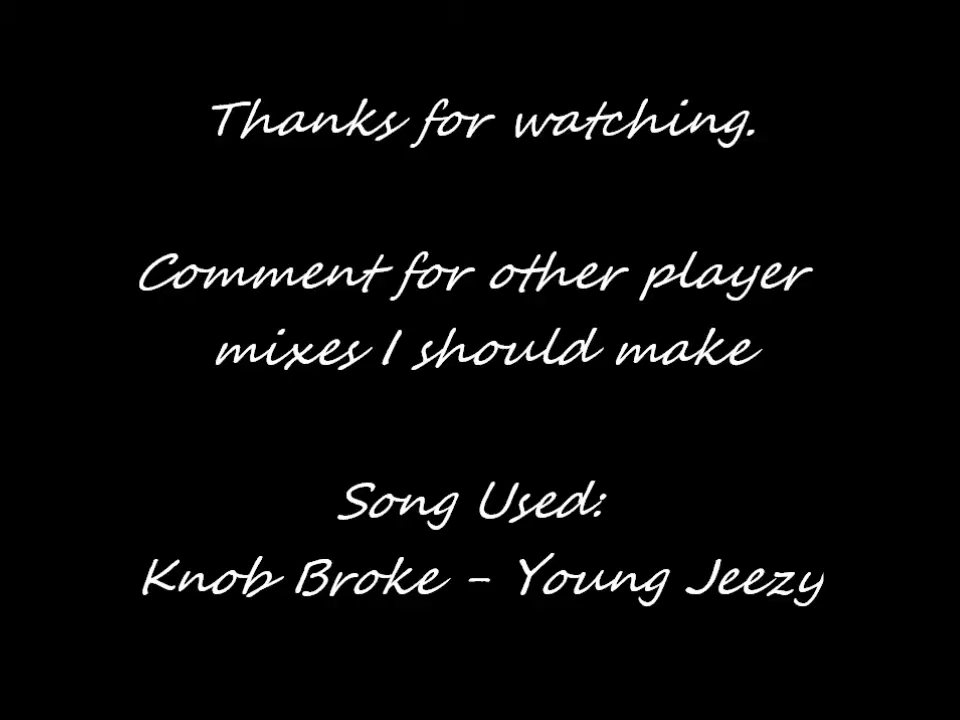 Thanks for watching.
Comment for other player
mixes I should make
Song Used:
Knob Broke - Young Jeezy